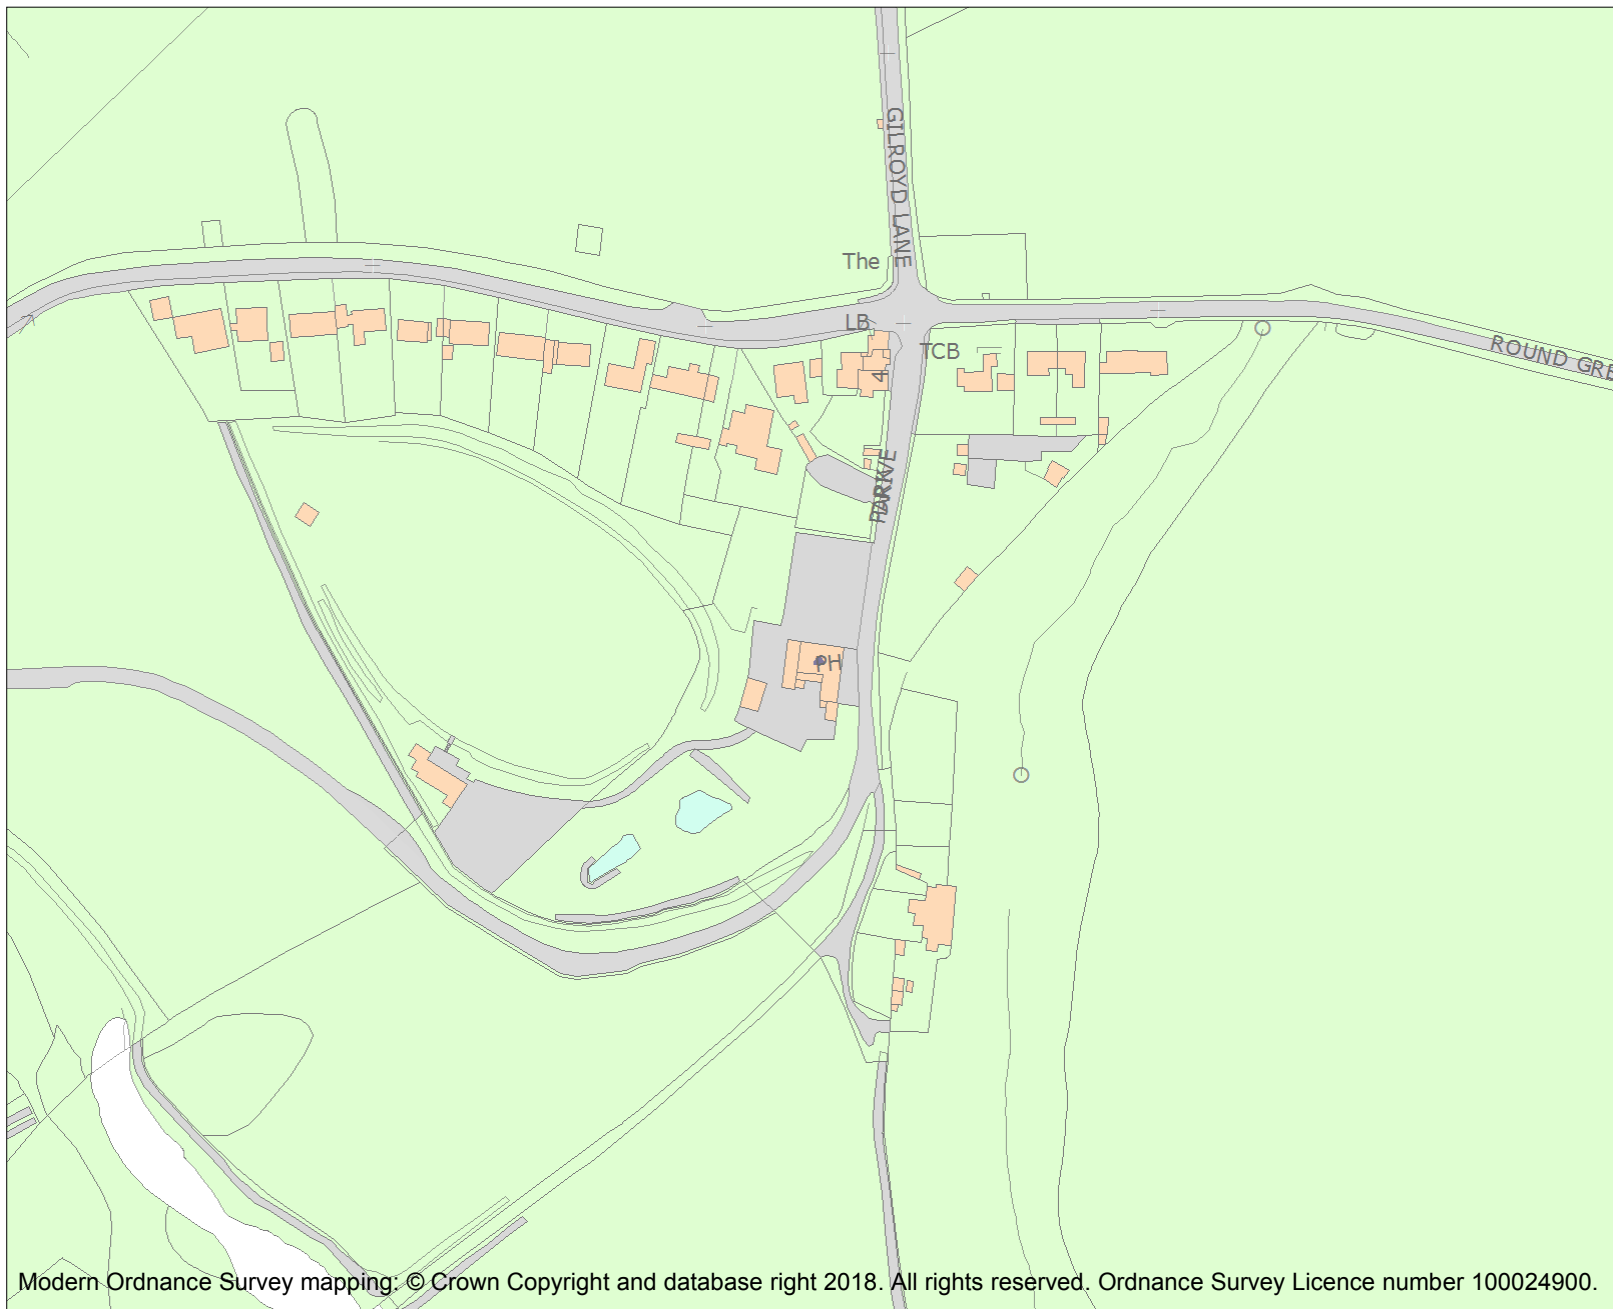 GILROYD LANE
The
LB
TCB
4
ROUND GRE
PARK
PH
Modern Ordnance Survey mapping: © Crown Copyright and database right 2018. All rights reserved. Ordnance Survey Licence number 100024900.